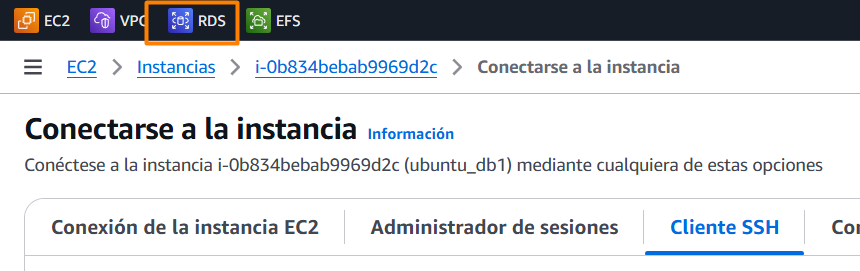 EC2 VPC RDS EFS
EC2 Instancias i-0b834bebab9969d2c Conectarse a la instancia
Conectarse a la instancia Información
Conéctese a la instancia i-0b834bebab9969d2c (ubuntu_db1) mediante cualquiera de estas opciones
Conexión de la instancia EC2 Administrador de sesiones Cliente SSH